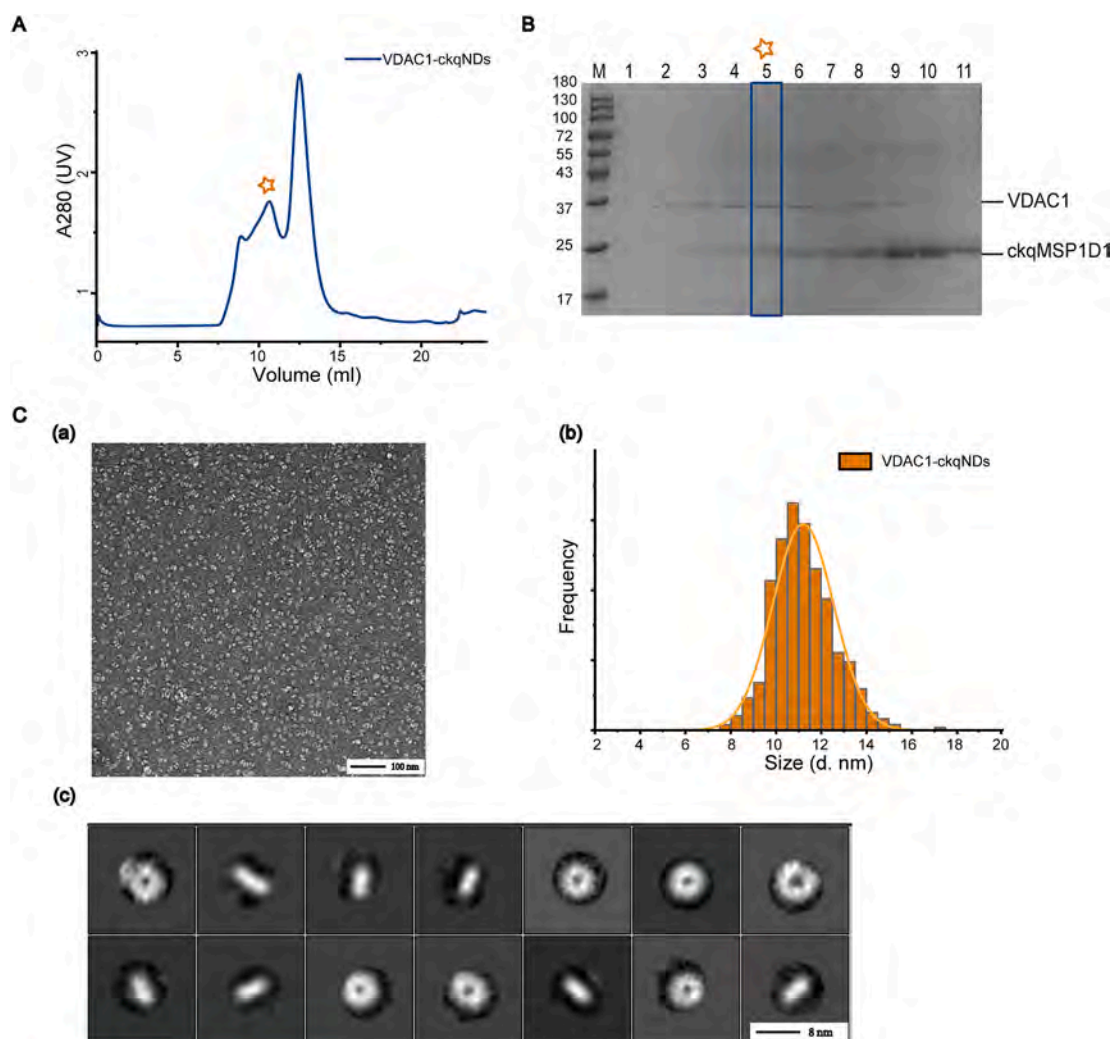 A
VDAC1-ckqNDs
3
2
1
A280 (UV)
0 5 10 15 20
Volume (ml)
B
M 1 2 3 4 5 6 7 8 9 10 11
180
130
100
72
55
43
37
25
17
VDAC1
ckqMSP1D1
C
(a)
100 nm
(b)
VDAC1-ckqNDs
Frequency
2 4 6 8 10 12 14 16 18 20
Size (d. nm)
(c)
8 nm